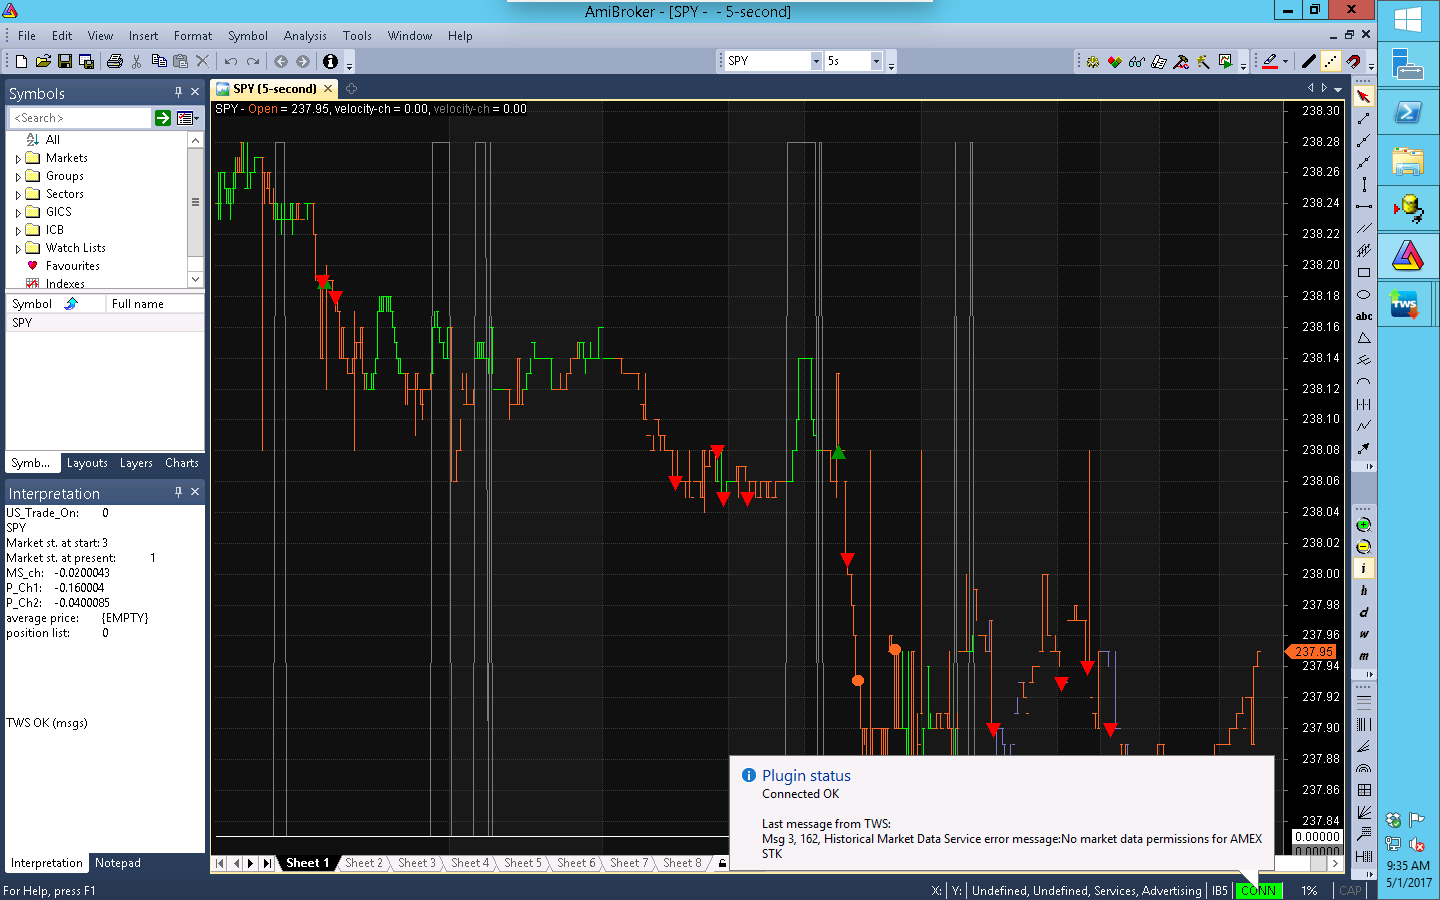 AmiBroker - [SPY - - 5-second]
File Edit View Insert Format Symbol Analysis Tools Window Help
SPY 5s
Symbols
SPY (5-second)
<Search>
All
Markets
Groups
Sectors
GICS
ICB
Watch Lists
Favourites
Indexes
Symbol Full name
SPY
Symb... Layouts Layers Charts
Interpretation
US_Trade_On: 0
SPY
Market st. at start: 3
Market st. at present: 1
MS_ch: -0.0200043
P_Ch1: -0.160004
P_Ch2: -0.0400085
average price: {EMPTY}
position list: 0
TWS OK (msgs)
Interpretation Notepad
SPY - Open = 237.95, velocity-ch = 0.00, velocity-ch = 0.00
238.30
238.28
238.26
238.24
238.22
238.20
238.18
238.16
238.14
238.12
238.10
238.08
238.06
238.04
238.02
238.00
237.98
237.96
237.95
237.94
237.92
237.90
237.88
237.86
237.84
0.00000
0.00000
abc
i
h
d
w
m
TWS
Plugin status
Connected OK
Last message from TWS:
Msg 3, 162, Historical Market Data Service error message:No market data permissions for AMEX
STK
Sheet 1 Sheet 2 Sheet 3 Sheet 4 Sheet 5 Sheet 6 Sheet 7 Sheet 8
For Help, press F1
X: Y: Undefined, Undefined, Services, Advertising IB5 CONN 1% CAP
9:35 AM
5/1/2017